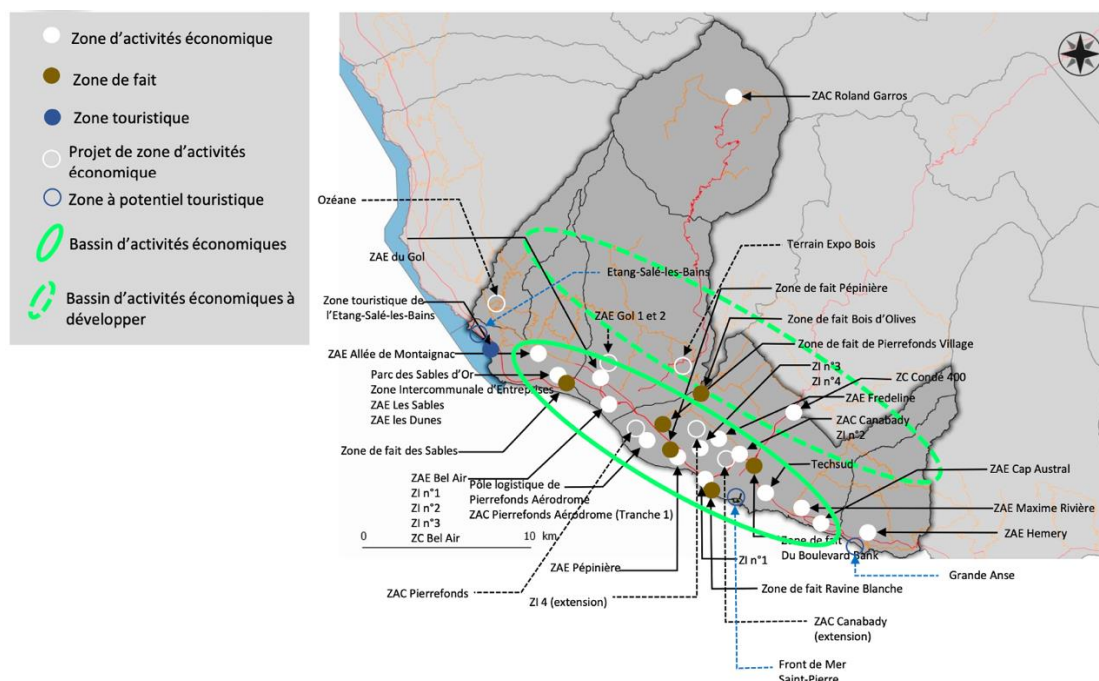 Zone d'activités économique
Zone de fait
Zone touristique
Projet de zone d'activités
économique
Zone à potentiel touristique
Bassin d'activités économiques
Bassin d'activités économiques à
développer
ZAC Roland Garros
Ozéane
ZAE du Gol
Etang-Salé-les-Bains
Terrain Expo Bois
Zone de fait Pépinière
Zone touristique de
l'Etang-Salé-les-Bains
ZAE Gol 1 et 2
Zone de fait Bois d'Olives
Zone de fait de Pierrefonds Village
ZAE Allée de Montaignac
Parc des Sables d'Or
Zone Intercommunale d'Entreprises
ZAE Les Sables
ZAE les Dunes
ZI n°3
ZI n°4
ZC Condé 400
ZAE Fredeline
ZAC Canabady
ZI n°2
Zone de fait des Sables
Techsud
ZAE Cap Austral
ZAE Bel Air
ZI n°1
ZI n°2
ZI n°3
ZC Bel Air
Pôle logistique de
Pierrefonds Aérodrome
ZAC Pierrefonds Aérodrome (Tranche 1)
ZAE Maxime Rivière
ZAE Hemery
Zone de fait
Du Boulevard Bank
0 10 km
ZAE Pépinière
ZI n°1
Grande Anse
ZAC Pierrefonds
ZI 4 (extension)
Zone de fait Ravine Blanche
ZAC Canabady
(extension)
Front de Mer
Saint-Pierre